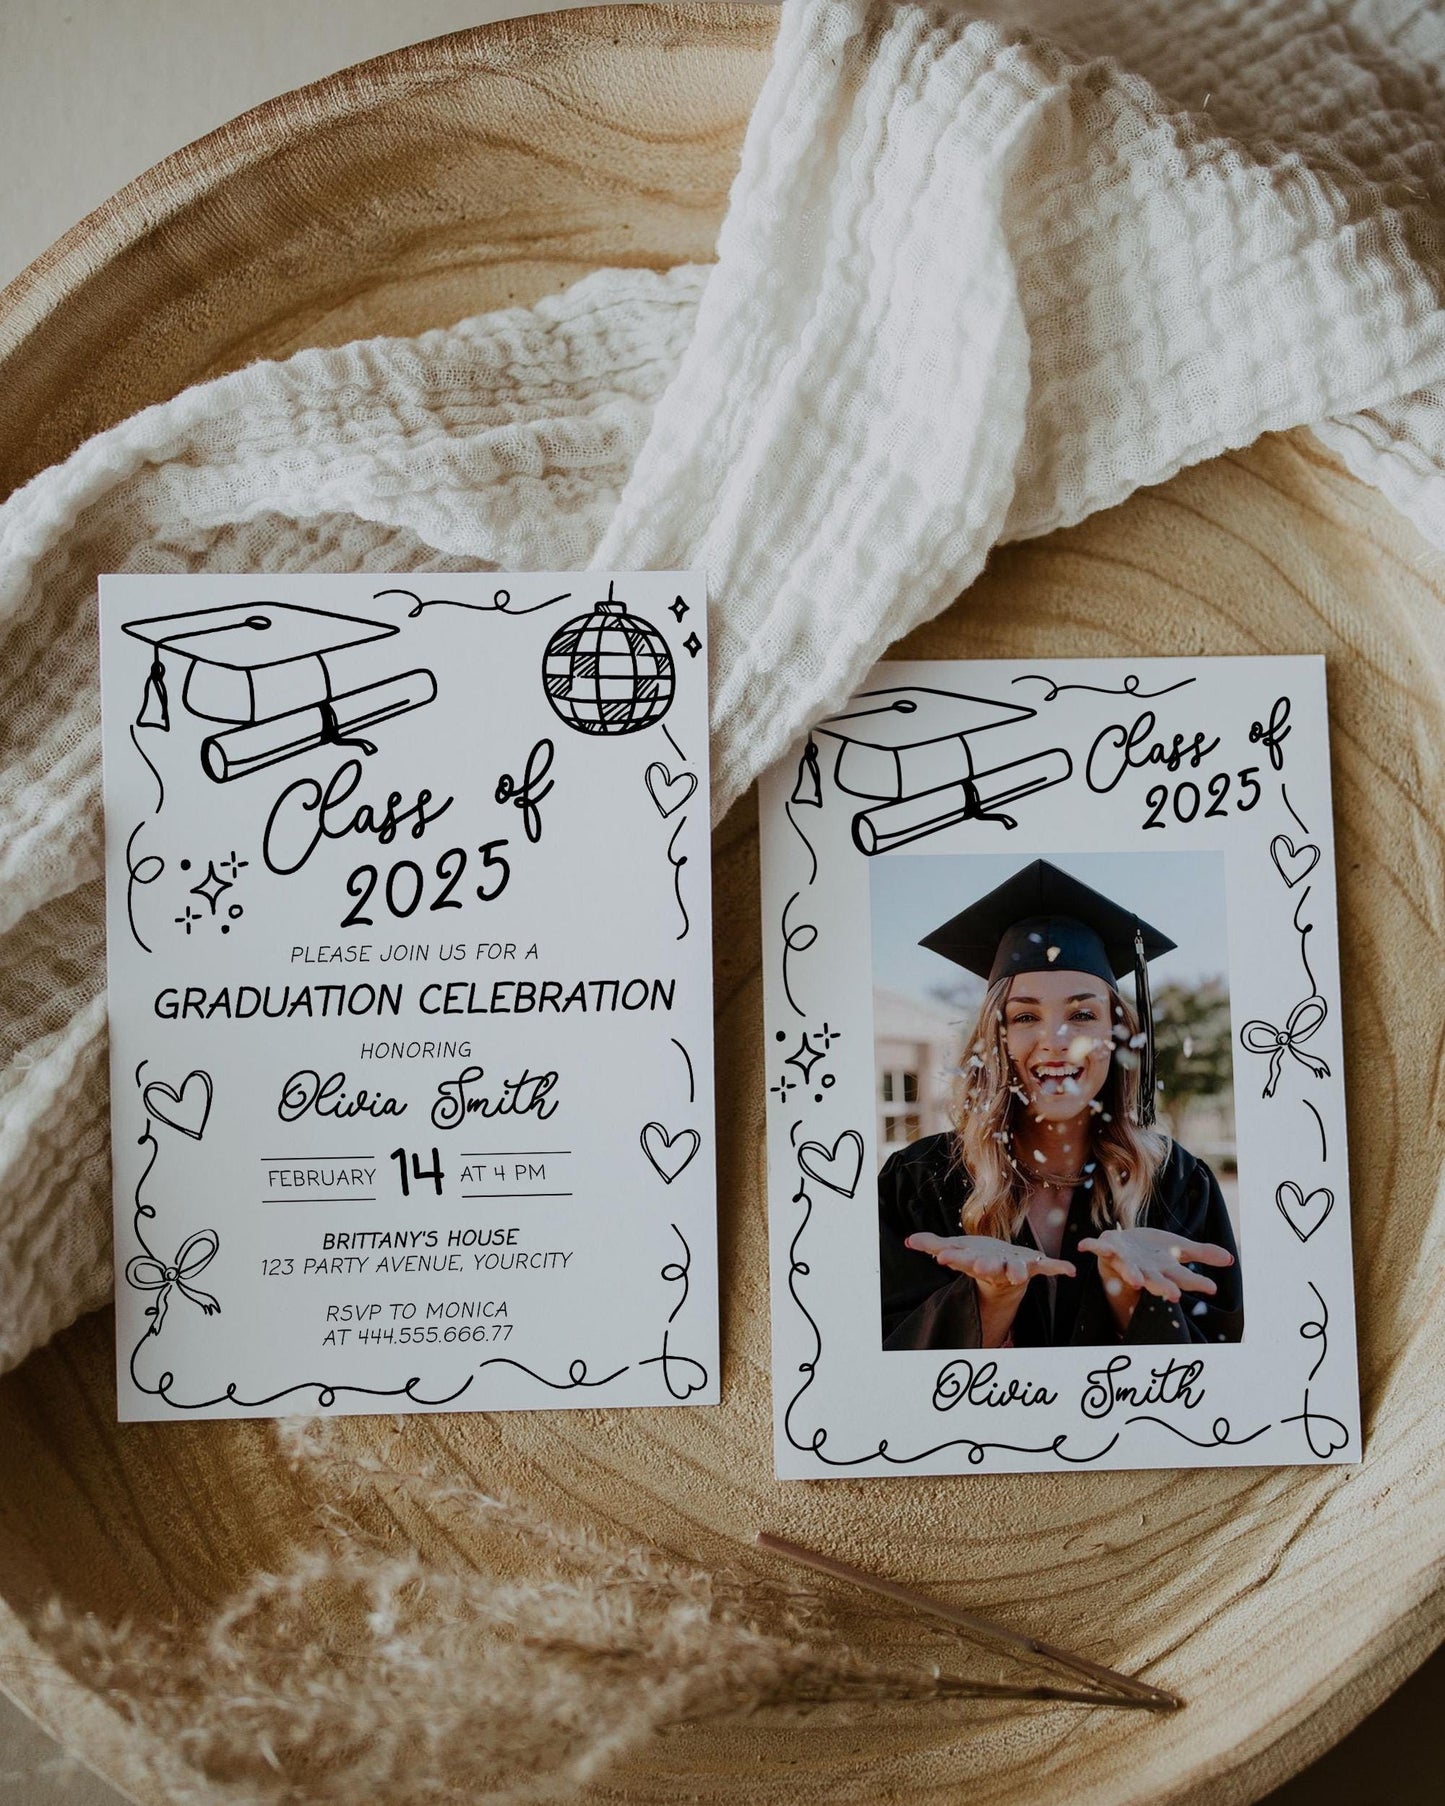 Class of
2025
PLEASE JOIN US FOR A
GRADUATION CELEBRATION
HONORING
Olivia Smith
FEBRUARY 14 AT 4 PM
BRITTANY'S HOUSE
123 PARTY AVENUE, YOURCITY
RSVP TO MONICA
AT 444.555.666.77
Class of
2025
Olivia Smith